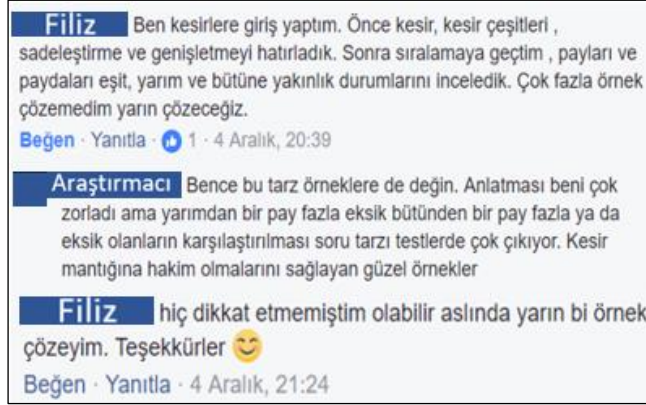 Filiz Ben kesirlere giriş yaptım. Önce kesir, kesir çeşitleri ,
sadeleştirme ve genişletmeyi hatırladık. Sonra sıralamaya geçtim , payları ve
paydaları eşit, yarım ve bütüne yakınlık durumlarını inceledik. Çok fazla örnek
çözemedim yarın çözeceğiz.
Beğen · Yanıtla · 1 · 4 Aralık, 20:39
Araştırmacı Bence bu tarz örneklere de değin. Anlatması beni çok
zorladı ama yarımdan bir pay fazla eksik bütünden bir pay fazla ya da
eksik olanların karşılaştırılması soru tarzı testlerde çok çıkıyor. Kesir
mantığına hakim olmalarını sağlayan güzel örnekler
Filiz hiç dikkat etmemiştim olabilir aslında yarın bi örnek
çözeyim. Teşekkürler 😊
Beğen · Yanıtla · 4 Aralık, 21:24